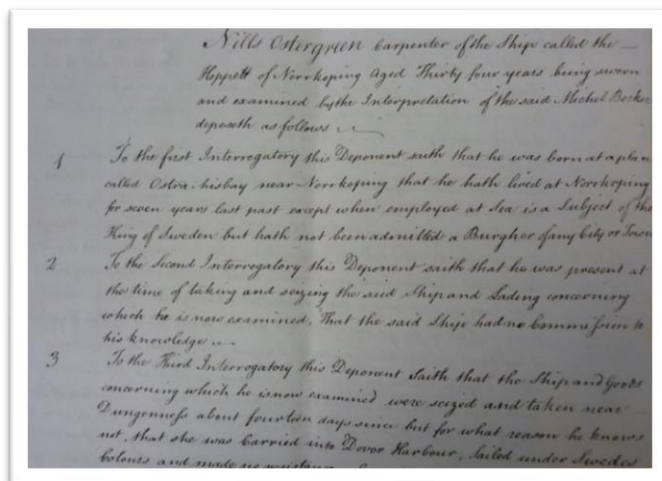 Nills Ostergreen Carpenter of the Ship called the
Hoppett of Norrkoping Aged Thirty four years being sworn
and examined by the Interpretation of the said Michel Becker
deposeth as follows
1 To the first Interrogatory this Deponent saith that he was born at a place
called Ostra-hisbay near Norrkoping that he hath lived at Norrkoping
for seven years last past except when employed at Sea is a Subject of the
King of Sweden but hath not been admitted a Burgher of any City or Town
2 To the Second Interrogatory this Deponent saith that he was present at
the time of taking and seizing the said Ship and Lading concerning
which he is now examined, That the said Ship had no Commission to
his knowledge
3 To the Third Interrogatory this Deponent saith that the Ship and Goods
concerning which he is now examined were seized and taken near
Dungenness about fourteen days since but for what reason he knows
not, that she was Carried into Dovor Harbour, Sailed under Swedes
Colours and made no resistance